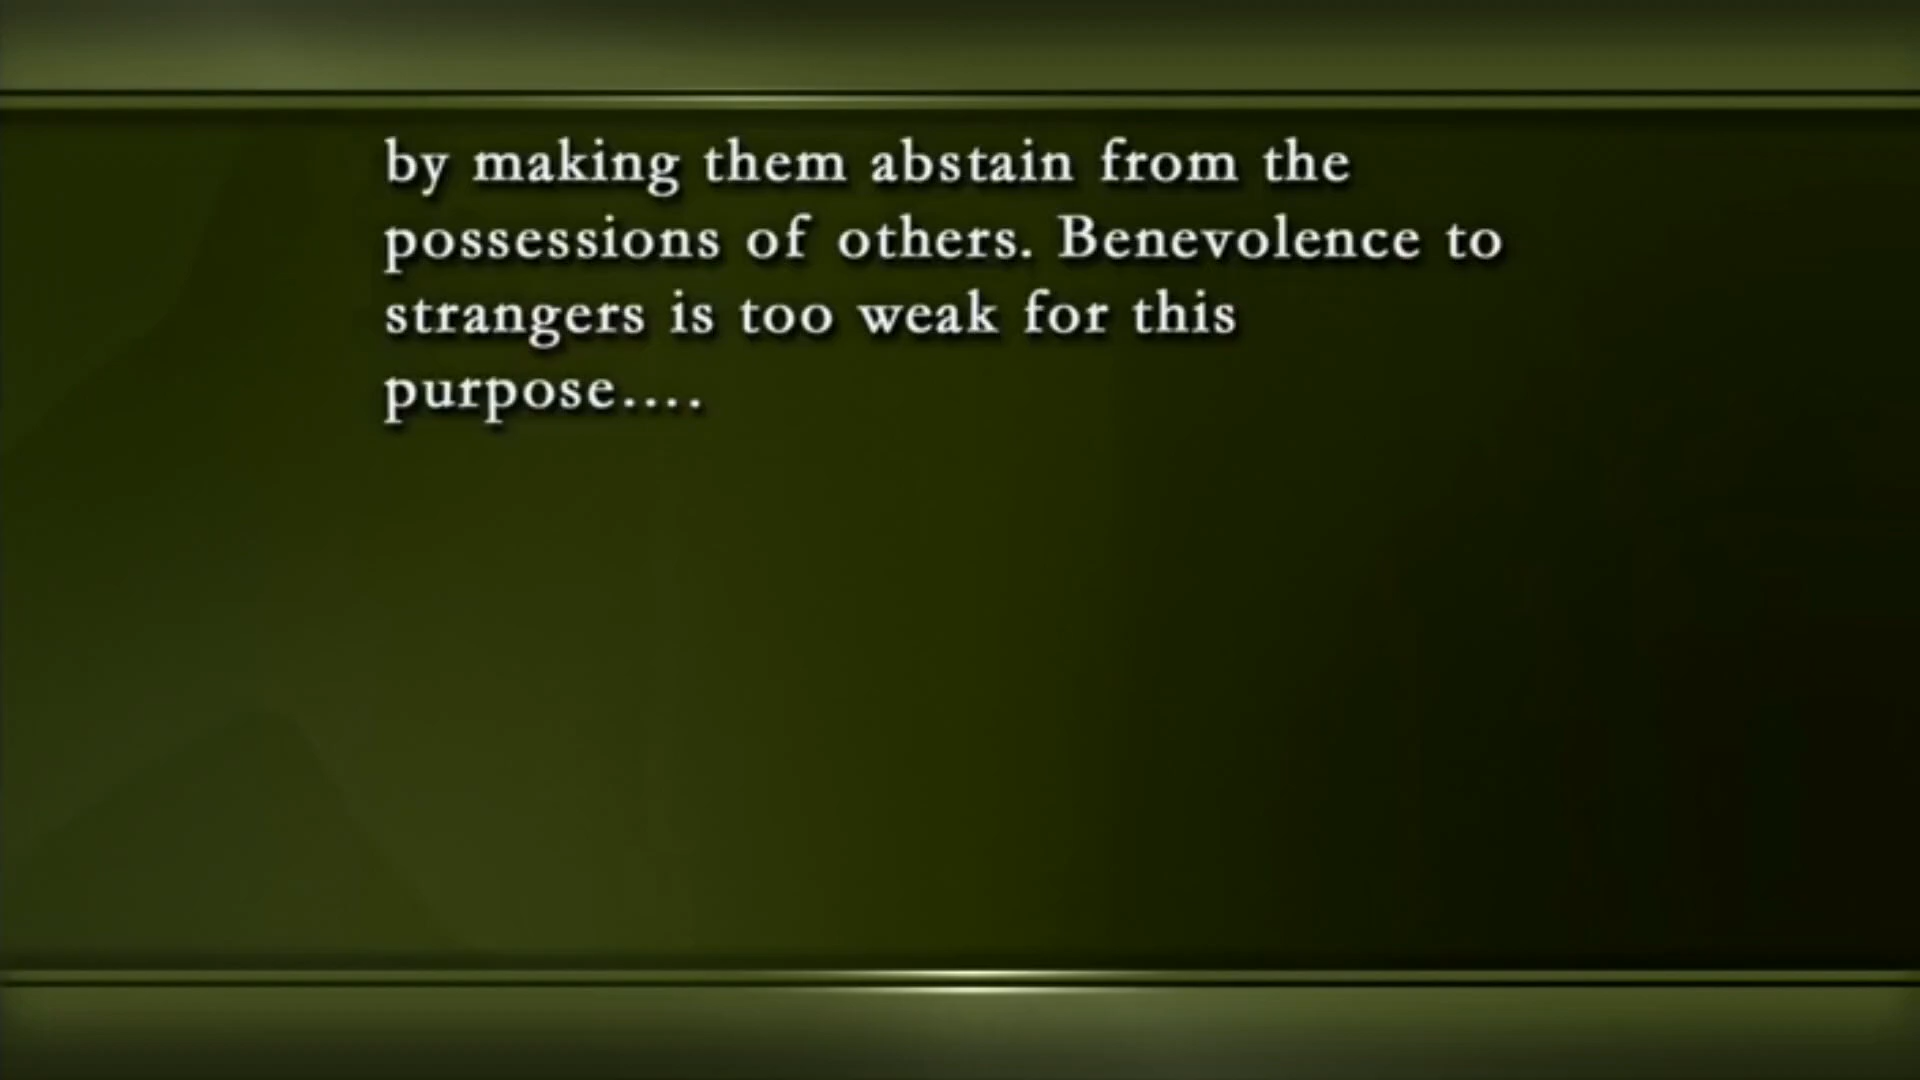 by making them abstain from the
possessions of others. Benevolence to
strangers is too weak for this
purpose....